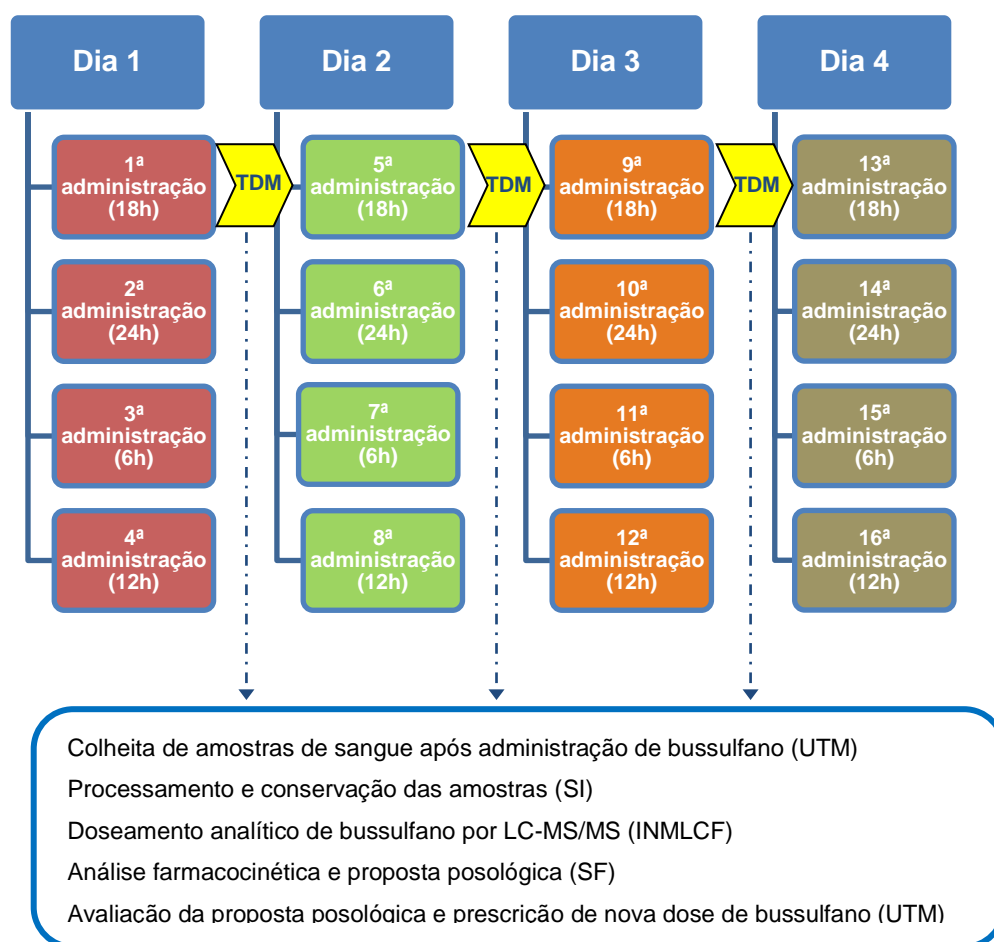 Dia 1
Dia 2
Dia 3
Dia 4
1ª
administração
(18h)
TDM
5ª
administração
(18h)
TDM
9ª
administração
(18h)
TDM
13ª
administração
(18h)
2ª
administração
(24h)
6ª
administração
(24h)
10ª
administração
(24h)
14ª
administração
(24h)
3ª
administração
(6h)
7ª
administração
(6h)
11ª
administração
(6h)
15ª
administração
(6h)
4ª
administração
(12h)
8ª
administração
(12h)
12ª
administração
(12h)
16ª
administração
(12h)
Colheita de amostras de sangue após administração de bussulfano (UTM)
Processamento e conservação das amostras (SI)
Doseamento analítico de bussulfano por LC-MS/MS (INMLCF)
Análise farmacocinética e proposta posológica (SF)
Avaliação da proposta posológica e prescrição de nova dose de bussulfano (UTM)